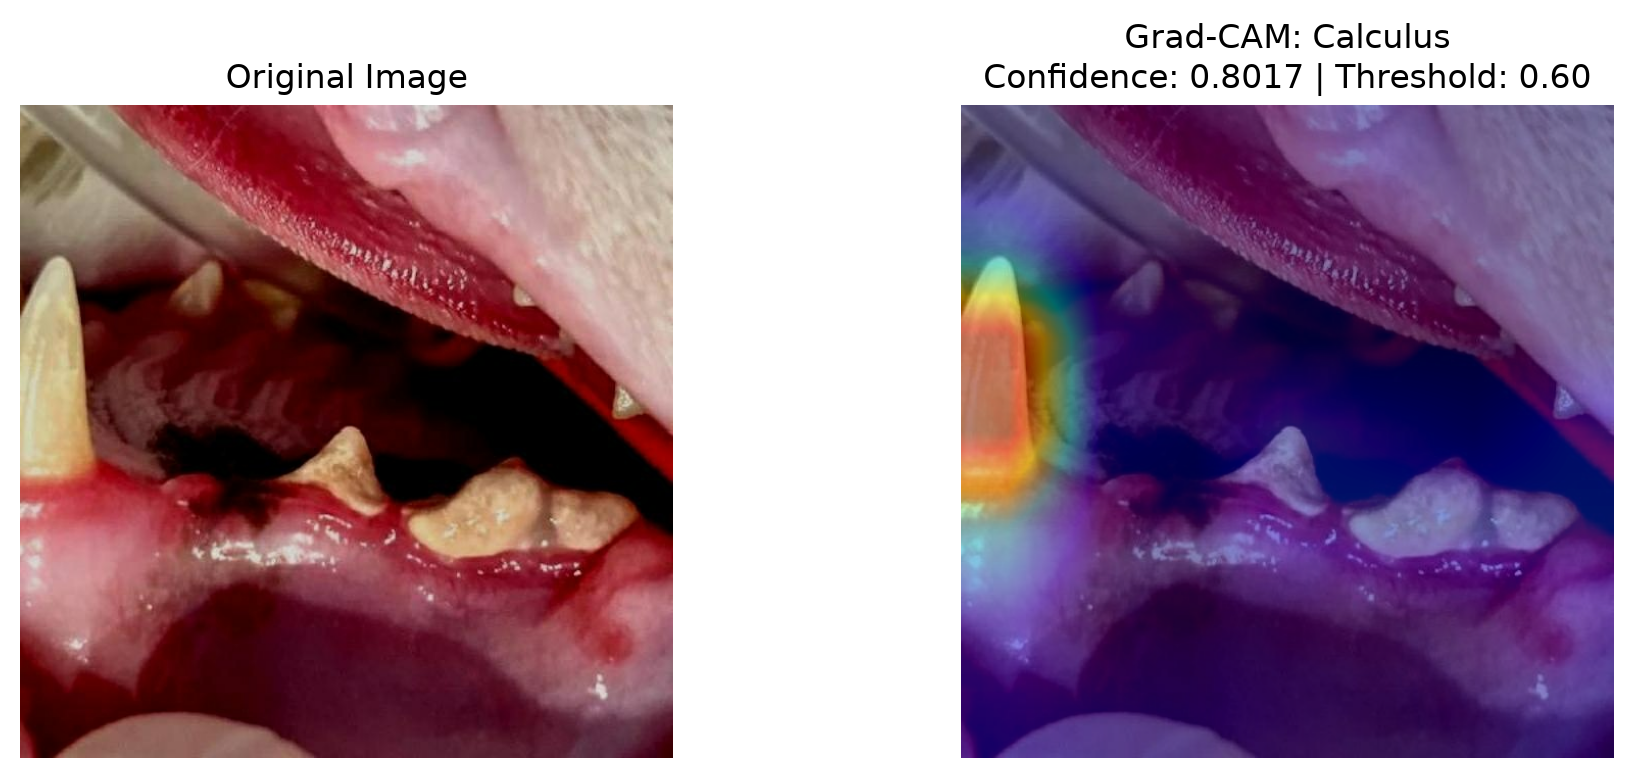 Original Image
Grad-CAM: Calculus
Confidence: 0.8017 | Threshold: 0.60